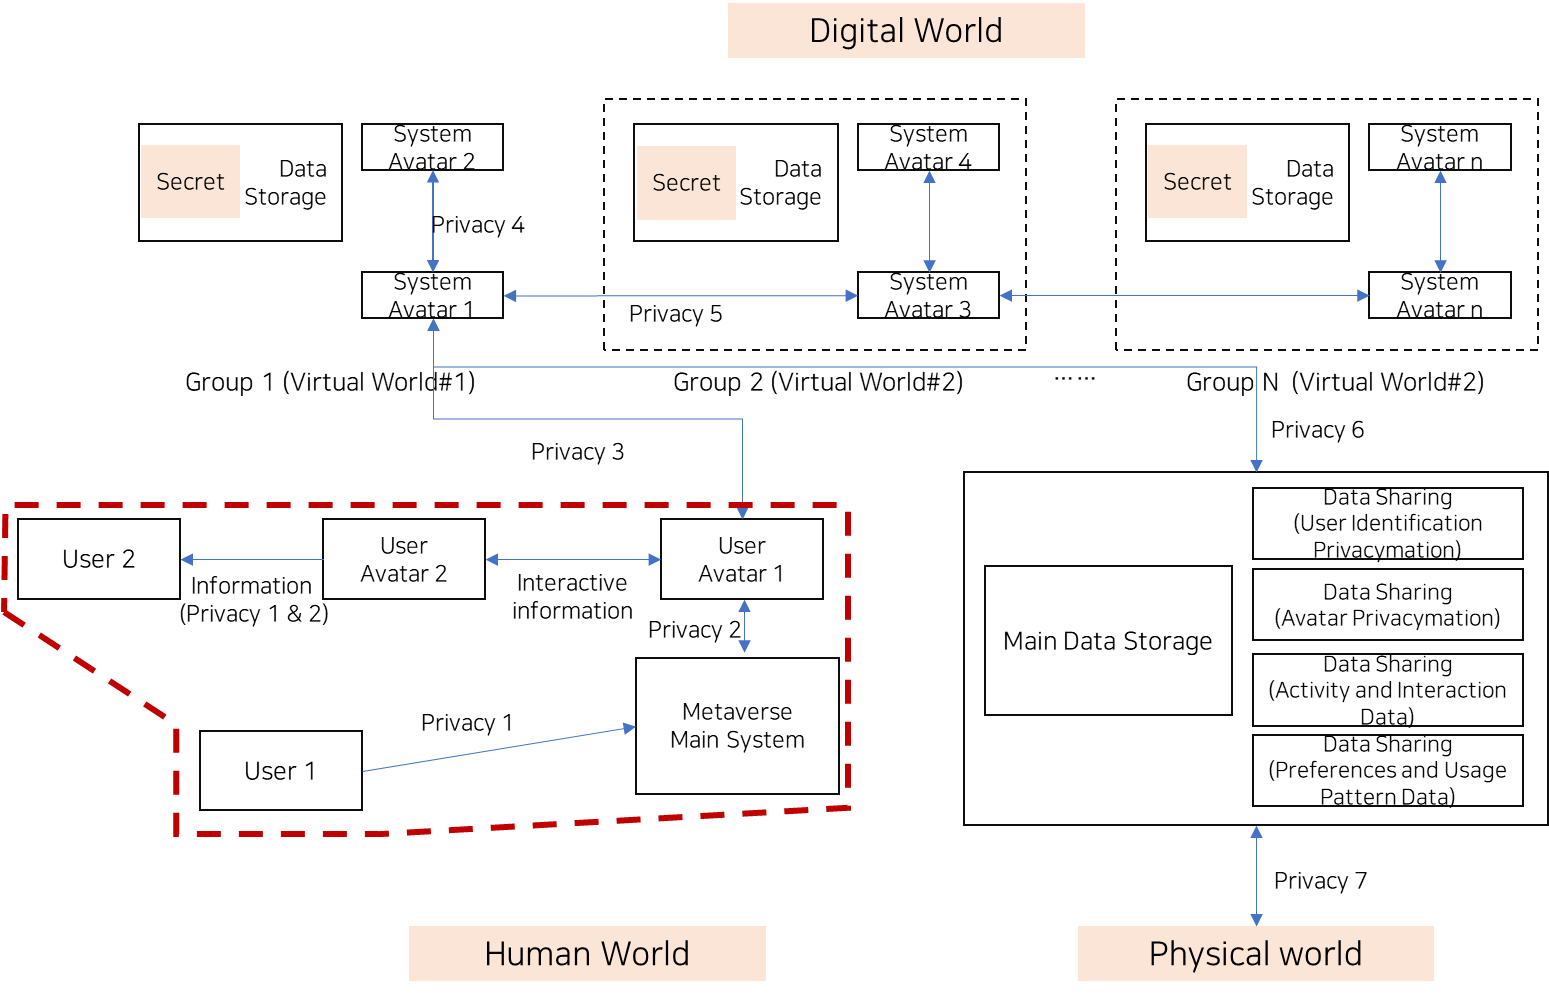 Digital World
Secret
Data
Storage
System
Avatar 2
Privacy 4
System
Avatar 1
Secret
Data
Storage
System
Avatar 4
Privacy 5
System
Avatar 3
Secret
Data
Storage
System
Avatar n
System
Avatar n
Group 1 (Virtual World#1)
Group 2 (Virtual World#2)
……
Group N (Virtual World#2)
Privacy 3
Privacy 6
User 2
Information
(Privacy 1 & 2)
User
Avatar 2
Interactive
information
User
Avatar 1
Privacy 2
User 1
Privacy 1
Metaverse
Main System
Main Data Storage
Data Sharing
(User Identification
Privacymation)
Data Sharing
(Avatar Privacymation)
Data Sharing
(Activity and Interaction
Data)
Data Sharing
(Preferences and Usage
Pattern Data)
Privacy 7
Human World
Physical world